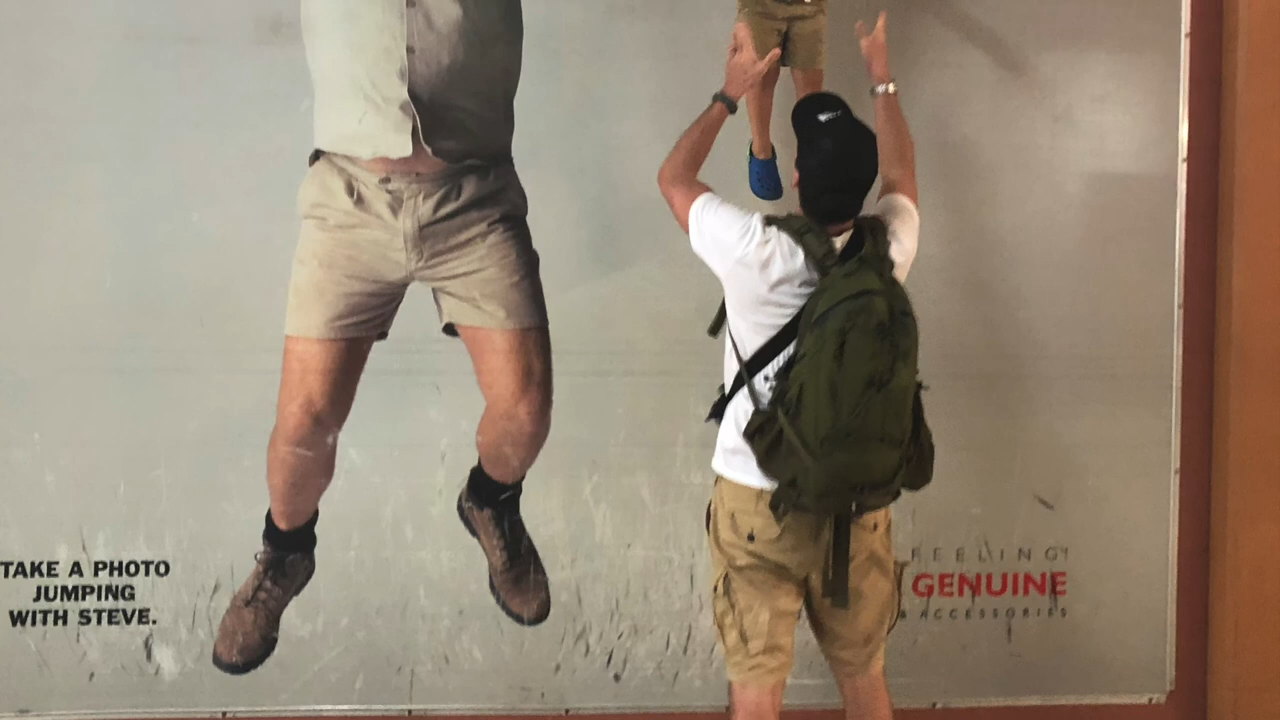 TAKE A PHOTO
JUMPING
WITH STEVE.
FEELING
GENUINE
& ACCESSORIES